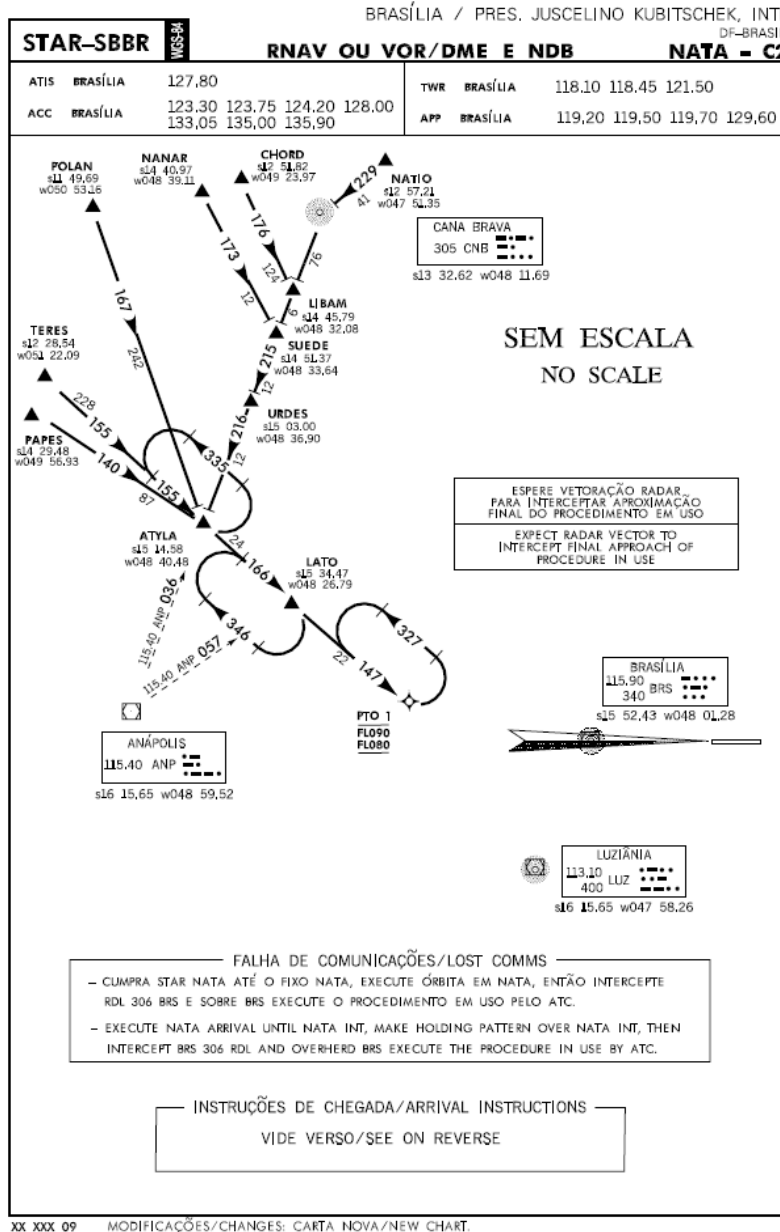 BRASÍLIA / PRES. JUSCELINO KUBITSCHEK, INT
DF-BRASI
STAR-SBBR
WGS-84
RNAV OU VOR/DME E NDB
NATA - C2
ATIS BRASÍLIA 127,80
ACC BRASÍLIA 123.30 123.75 124.20 128.00
133,05 135,00 135,90
TWR BRASÍLIA 118.10 118.45 121.50
APP BRASÍLIA 119,20 119,50 119,70 129,60
POLAN
s11 49,69
w050 53,16
NANAR
s14 40,97
w048 39,11
CHORD
s12 51,82
w049 23,97
NATIO
s12 57,21
w047 51,35
229
41
CANA BRAVA
305 CNB
s13 32,62 w048 11,69
176
124
76
173
12
LIBAM
s14 45,79
w048 32,08
6
SUEDE
s14 51,37
w048 33,64
215
12
URDES
s15 03,00
w048 36,90
216
12
167
242
TERES
s12 28,54
w051 22,09
228
155
PAPES
s14 29,48
w049 56,93
140
87
155
335
SEM ESCALA
NO SCALE
ESPERE VETORAÇÃO RADAR
PARA INTERCEPTAR APROXIMAÇÃO
FINAL DO PROCEDIMENTO EM USO
EXPECT RADAR VECTOR TO
INTERCEPT FINAL APPROACH OF
PROCEDURE IN USE
ATYLA
s15 14,58
w048 40,48
24
166
LATO
s15 34,47
w048 26,79
346
115.40 ANP 036
115.40 ANP 057
22
147
327
PTO 1
FL090
FL080
ANÁPOLIS
115.40 ANP
s16 15,65 w048 59,52
BRASÍLIA
115.90
340 BRS
s15 52,43 w048 01,28
LUZIÂNIA
113,10
400 LUZ
s16 15,65 w047 58,26
FALHA DE COMUNICAÇÕES/LOST COMMS
– CUMPRA STAR NATA ATÉ O FIXO NATA, EXECUTE ÓRBITA EM NATA, ENTÃO INTERCEPTE
RDL 306 BRS E SOBRE BRS EXECUTE O PROCEDIMENTO EM USO PELO ATC.
– EXECUTE NATA ARRIVAL UNTIL NATA INT, MAKE HOLDING PATTERN OVER NATA INT, THEN
INTERCEPT BRS 306 RDL AND OVERHERD BRS EXECUTE THE PROCEDURE IN USE BY ATC.
INSTRUÇÕES DE CHEGADA/ARRIVAL INSTRUCTIONS
VIDE VERSO/SEE ON REVERSE
XX XXX 09 MODIFICAÇÕES/CHANGES: CARTA NOVA/NEW CHART.